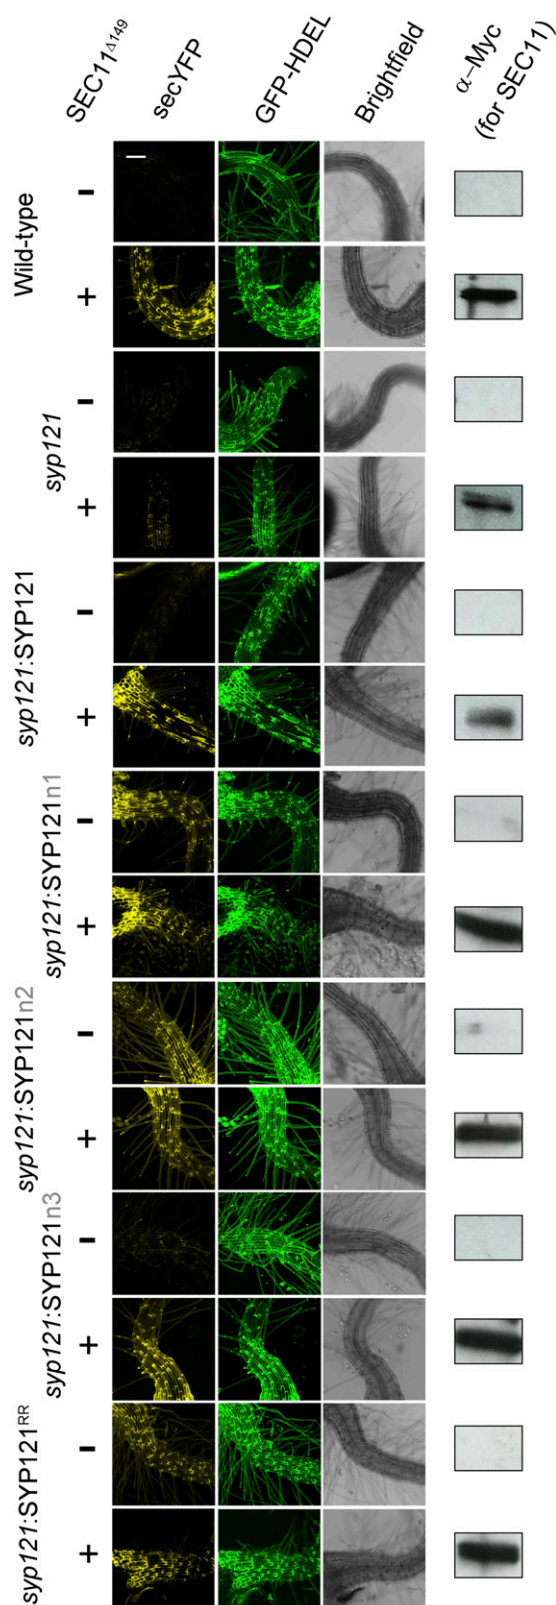 SEC11Δ149
secYFP
GFP-HDEL
Brightfield
α-Myc
(for SEC11)
Wild-type
-
+
syp121
-
+
syp121:SYP121
-
+
syp121:SYP121n1
-
+
syp121:SYP121n2
-
+
syp121:SYP121n3
-
+
syp121:SYP121RR
-
+